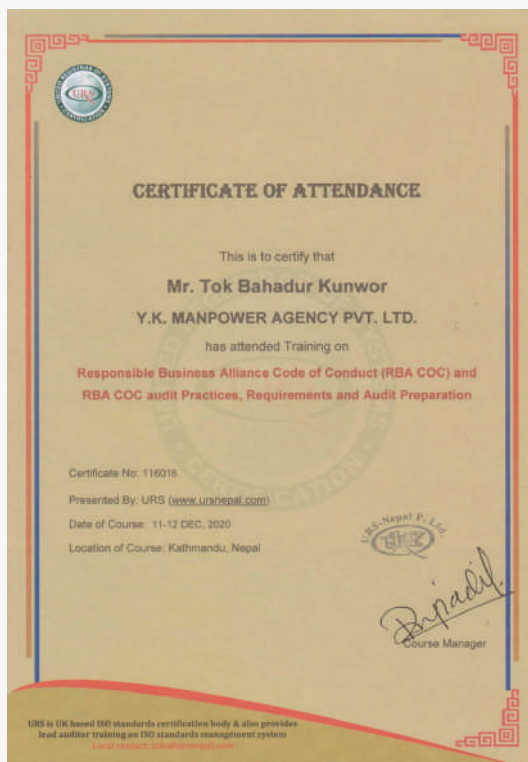 URS
CERTIFICATE OF ATTENDANCE
This is to certify that
Mr. Tok Bahadur Kunwor
Y.K. MANPOWER AGENCY PVT. LTD.
has attended Training on
Responsible Business Alliance Code of Conduct (RBA COC) and
RBA COC audit Practices, Requirements and Audit Preparation
Certificate No: 116016
Presented By: URS (www.ursnepal.com)
Date of Course: 11-12 DEC, 2020
Location of Course: Kathmandu, Nepal
URS-Nepal P. Ltd.
Course Manager
URS is UK based ISO standards certification body & also provides
lead auditor training on ISO standards management system
Local contact: